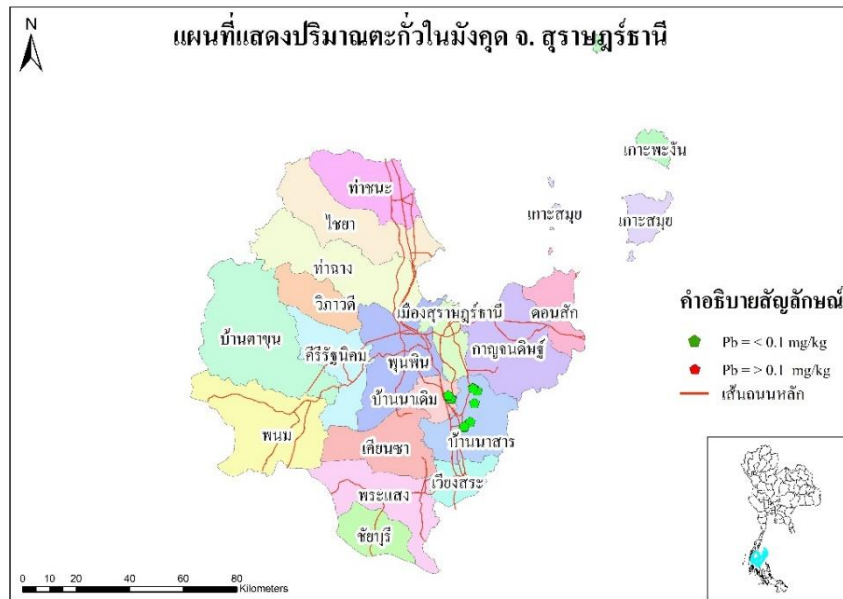 N
แผนที่แสดงปริมาณตะกั่วในมังคุด จ. สุราษฎร์ธานี
เกาะพะงัน
ท่าชนะ
เกาะสมุย
เกาะสมุย
ไชยา
ท่าฉาง
วิภาวดี
คำอธิบายสัญลักษณ์
เมืองสุราษฎร์ธานี
ดอนสัก
บ้านตาขุน
คีรีรัฐนิคม
พุนพิน
กาญจนดิษฐ์
Pb = < 0.1 mg/kg
Pb = > 0.1 mg/kg
เส้นถนนหลัก
บ้านนาเดิม
พนม
เคียนซา
บ้านนาสาร
เวียงสระ
พระแสง
ชัยบุรี
0 5 10 20 40 60 80
Kilometers